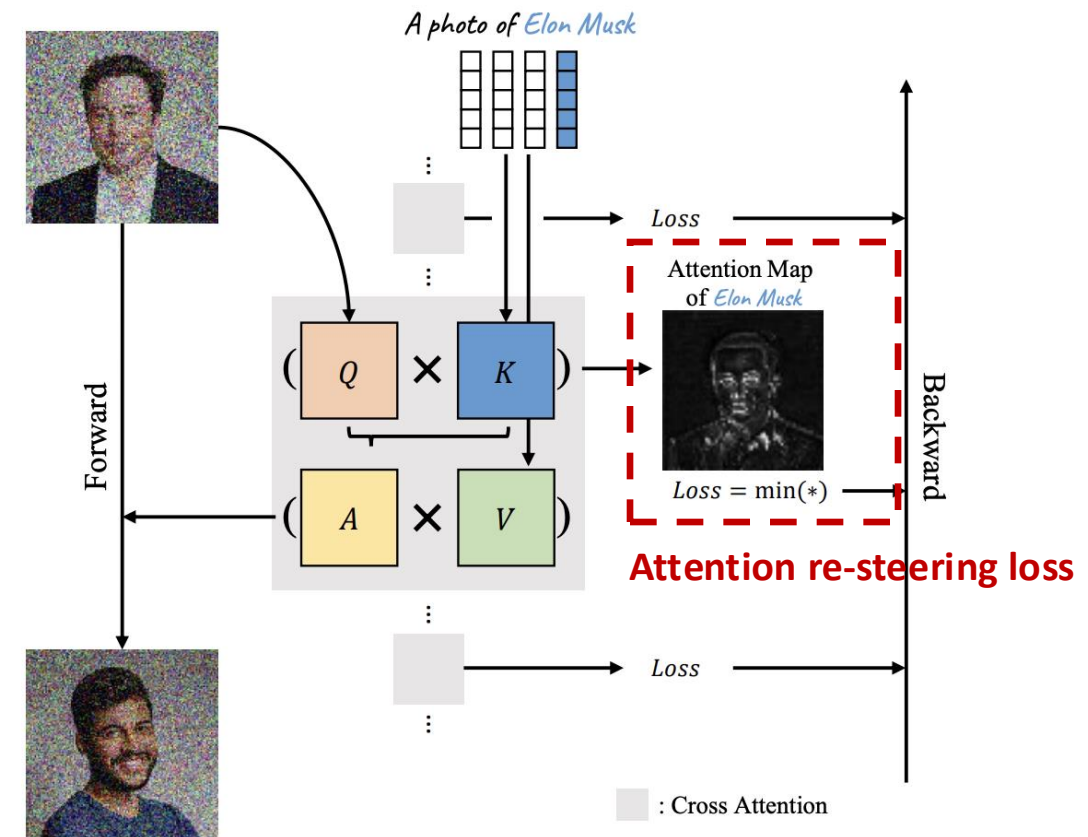 A photo of Elon Musk
...
Loss
...
Attention Map
of Elon Musk
( Q × K )
Forward
Backward
Loss = min(*)
( A × V )
Attention re-steering loss
...
Loss
...
: Cross Attention